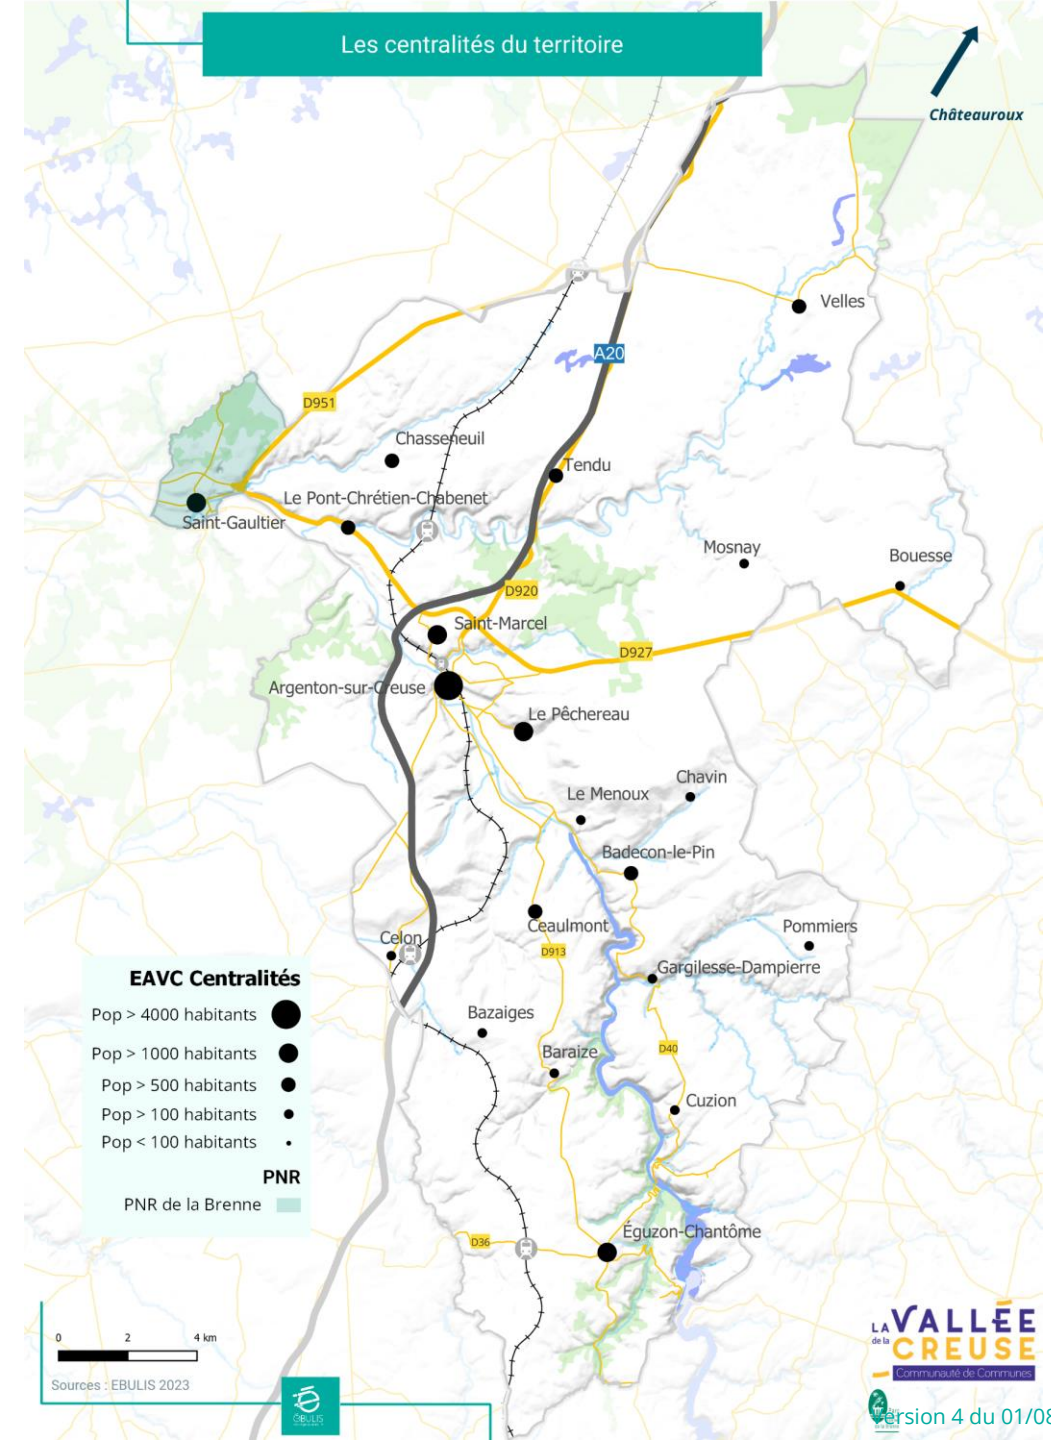 Les centralités du territoire
Châteauroux
Velles
A20
D951
Chasseneuil
Tendu
Le Pont-Chrétien-Chabenet
Saint-Gaultier
Mosnay
Bouesse
D920
Saint-Marcel
D927
Argenton-sur-Creuse
Le Pêchereau
Chavin
Le Menoux
Badecon-le-Pin
Ceaulmont
Pommiers
Celon
D913
Gargilesse-Dampierre
EAVC Centralités
Pop > 4000 habitants
Pop > 1000 habitants
Pop > 500 habitants
Pop > 100 habitants
Pop < 100 habitants
PNR
PNR de la Brenne
Bazaiges
Baraize
D40
Cuzion
Éguzon-Chantôme
D36
0 2 4 km
Sources : EBULIS 2023
ÉBULIS
LA VALLÉE
de la CREUSE
Communauté de Communes
ersion 4 du 01/08